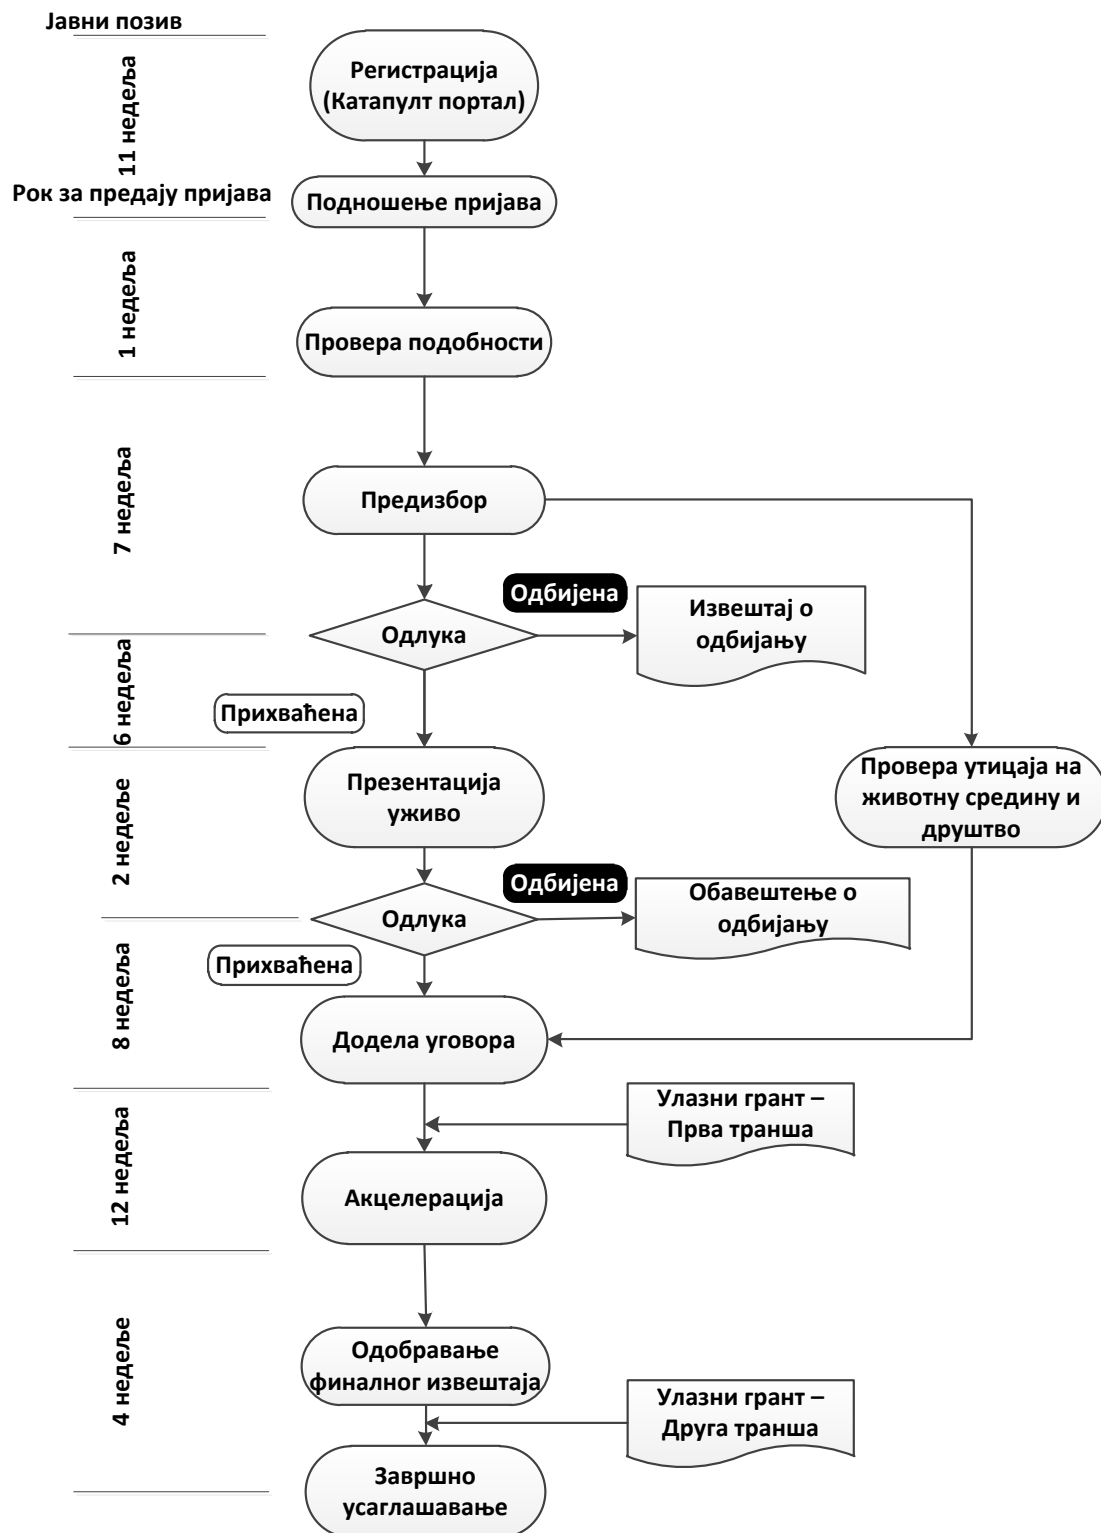 Јавни позив
11 недеља
Регистрација
(Катапулт портал)
Рок за предају пријава
Подношење пријава
1 недеља
Провера подобности
7 недеља
Предизбор
Одлука
Одбијена
Извештај о
одбијању
6 недеља
Прихваћена
2 недеље
Презентација
уживо
Провера утицаја на
животну средину и
друштво
Одлука
Одбијена
Обавештење о
одбијању
8 недеља
Прихваћена
Додела уговора
12 недеља
Улазни грант –
Прва транша
Акцелерација
4 недеље
Одобравање
финалног извештаја
Улазни грант –
Друга транша
Завршно
усаглашавање